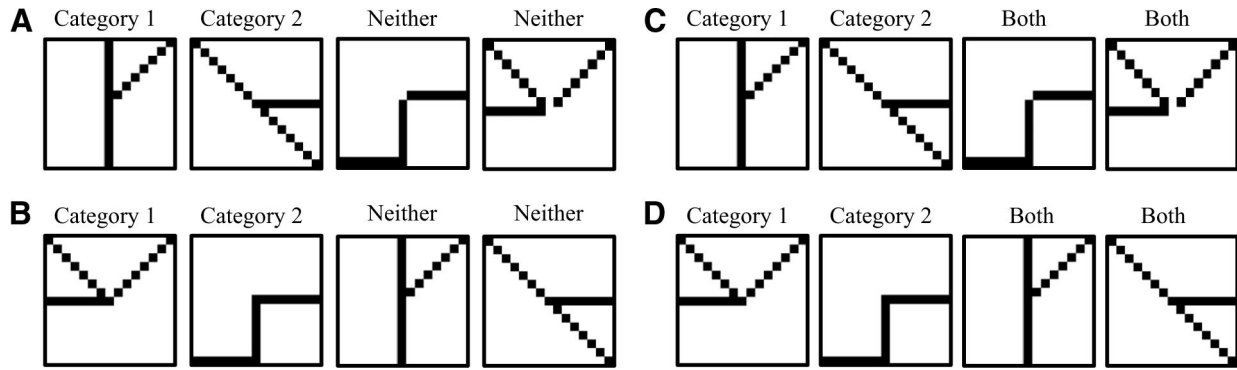 A Category 1 Category 2 Neither Neither
C Category 1 Category 2 Both Both
B Category 1 Category 2 Neither Neither
D Category 1 Category 2 Both Both